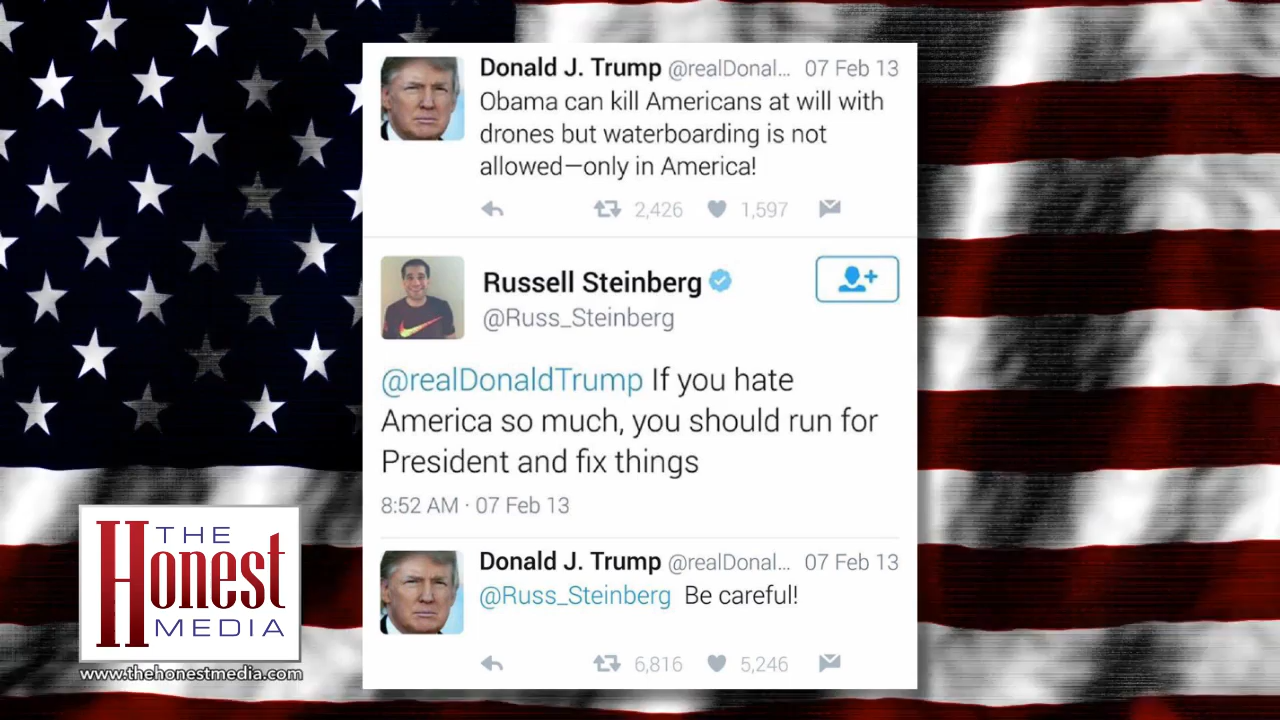 Donald J. Trump @realDonal... 07 Feb 13
Obama can kill Americans at will with
drones but waterboarding is not
allowed—only in America!
2,426 1,597
Russell Steinberg
@Russ_Steinberg
@realDonaldTrump If you hate
America so much, you should run for
President and fix things
8:52 AM · 07 Feb 13
Donald J. Trump @realDonal... 07 Feb 13
@Russ_Steinberg Be careful!
6,816 5,246
THE
Honest
MEDIA
www.thehonestmedia.com